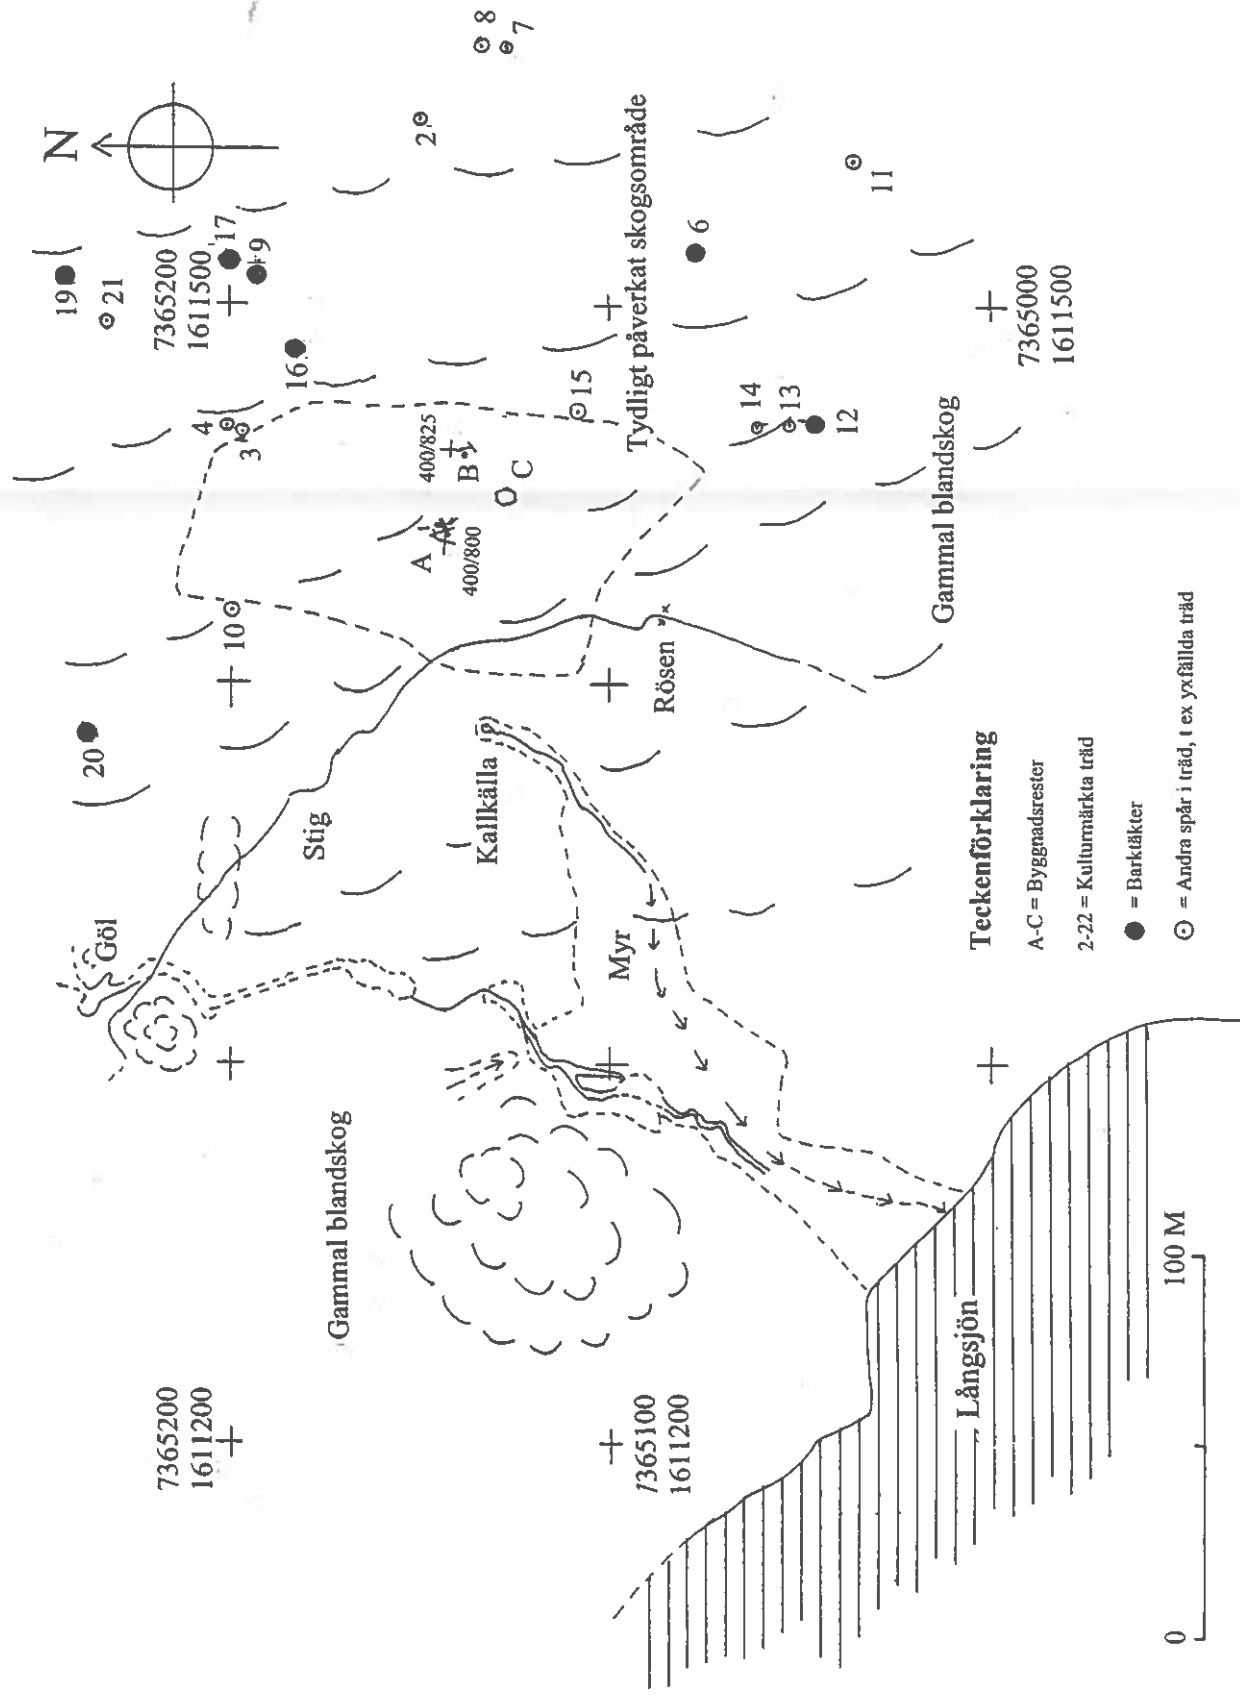 N
8
7
2
19
21
7365200
1611500
17
9
16
4
3
10
20
400/825
B
C
A
400/800
15
Tydligt påverkat skogsområde
6
11
14
13
12
7365000
1611500
Gammal blandskog
Rösen
Stig
Kallkälla
Göl
Myr
Gammal blandskog
7365200
1611200
7365100
1611200
Långsjön
Teckenförklaring
A-C = Byggnadsrester
2-22 = Kulturmärkta träd
= Barktäkter
= Andra spår i träd, t ex yxfällda träd
0
100 M